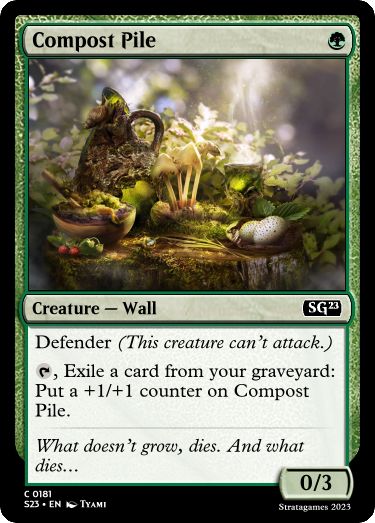 Compost Pile
Creature — Wall
SG23
Defender (This creature can't attack.)
, Exile a card from your graveyard:
Put a +1/+1 counter on Compost
Pile.
What doesn't grow, dies. And what
dies…
0/3
C 0181
S23 • EN Tyami
Stratagames 2023